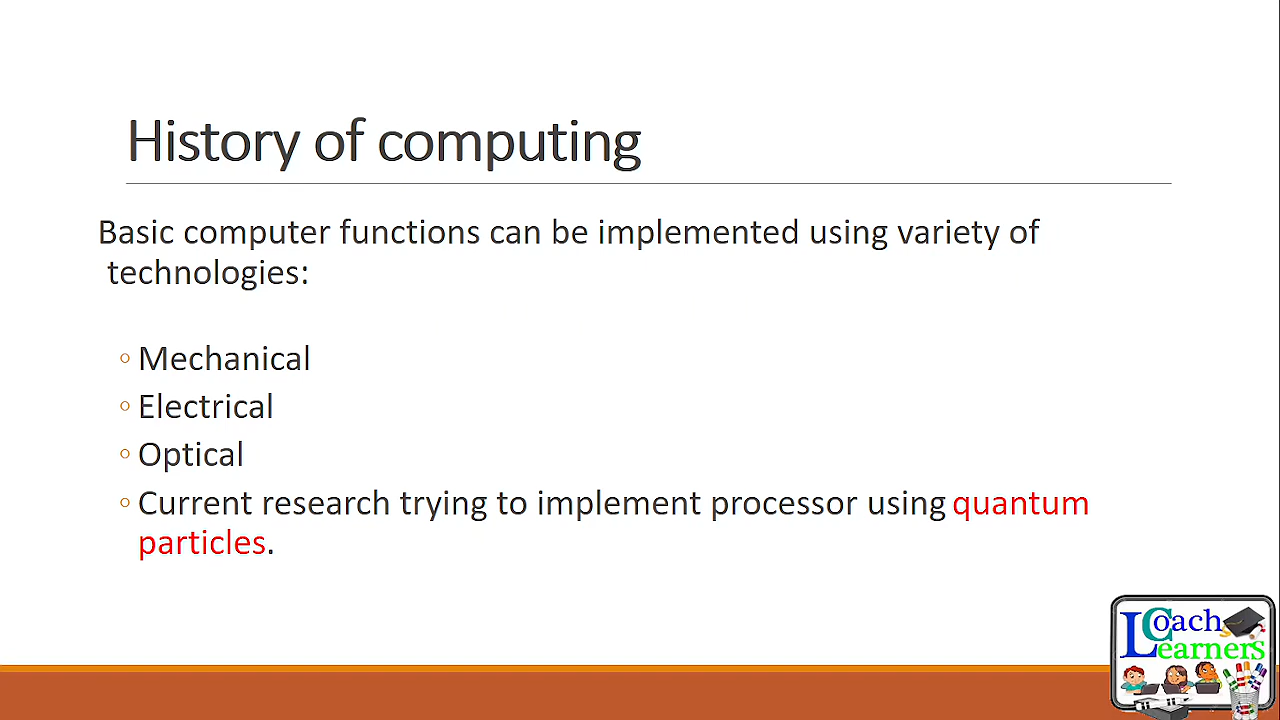 History of computing
Basic computer functions can be implemented using variety of
technologies:
◦ Mechanical
◦ Electrical
◦ Optical
◦ Current research trying to implement processor using quantum
particles.
Coach
Learners